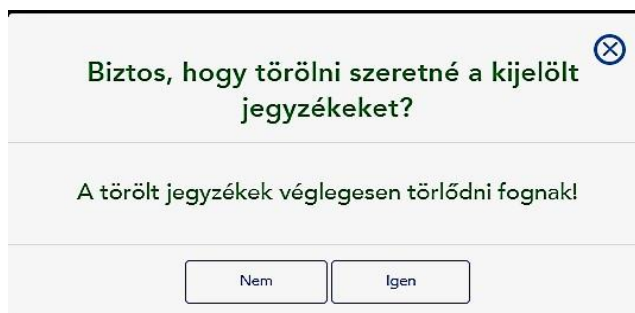 Biztos, hogy törölni szeretné a kijelölt
jegyzékeket?
A törölt jegyzékek véglegesen törlődni fognak!
Nem
Igen